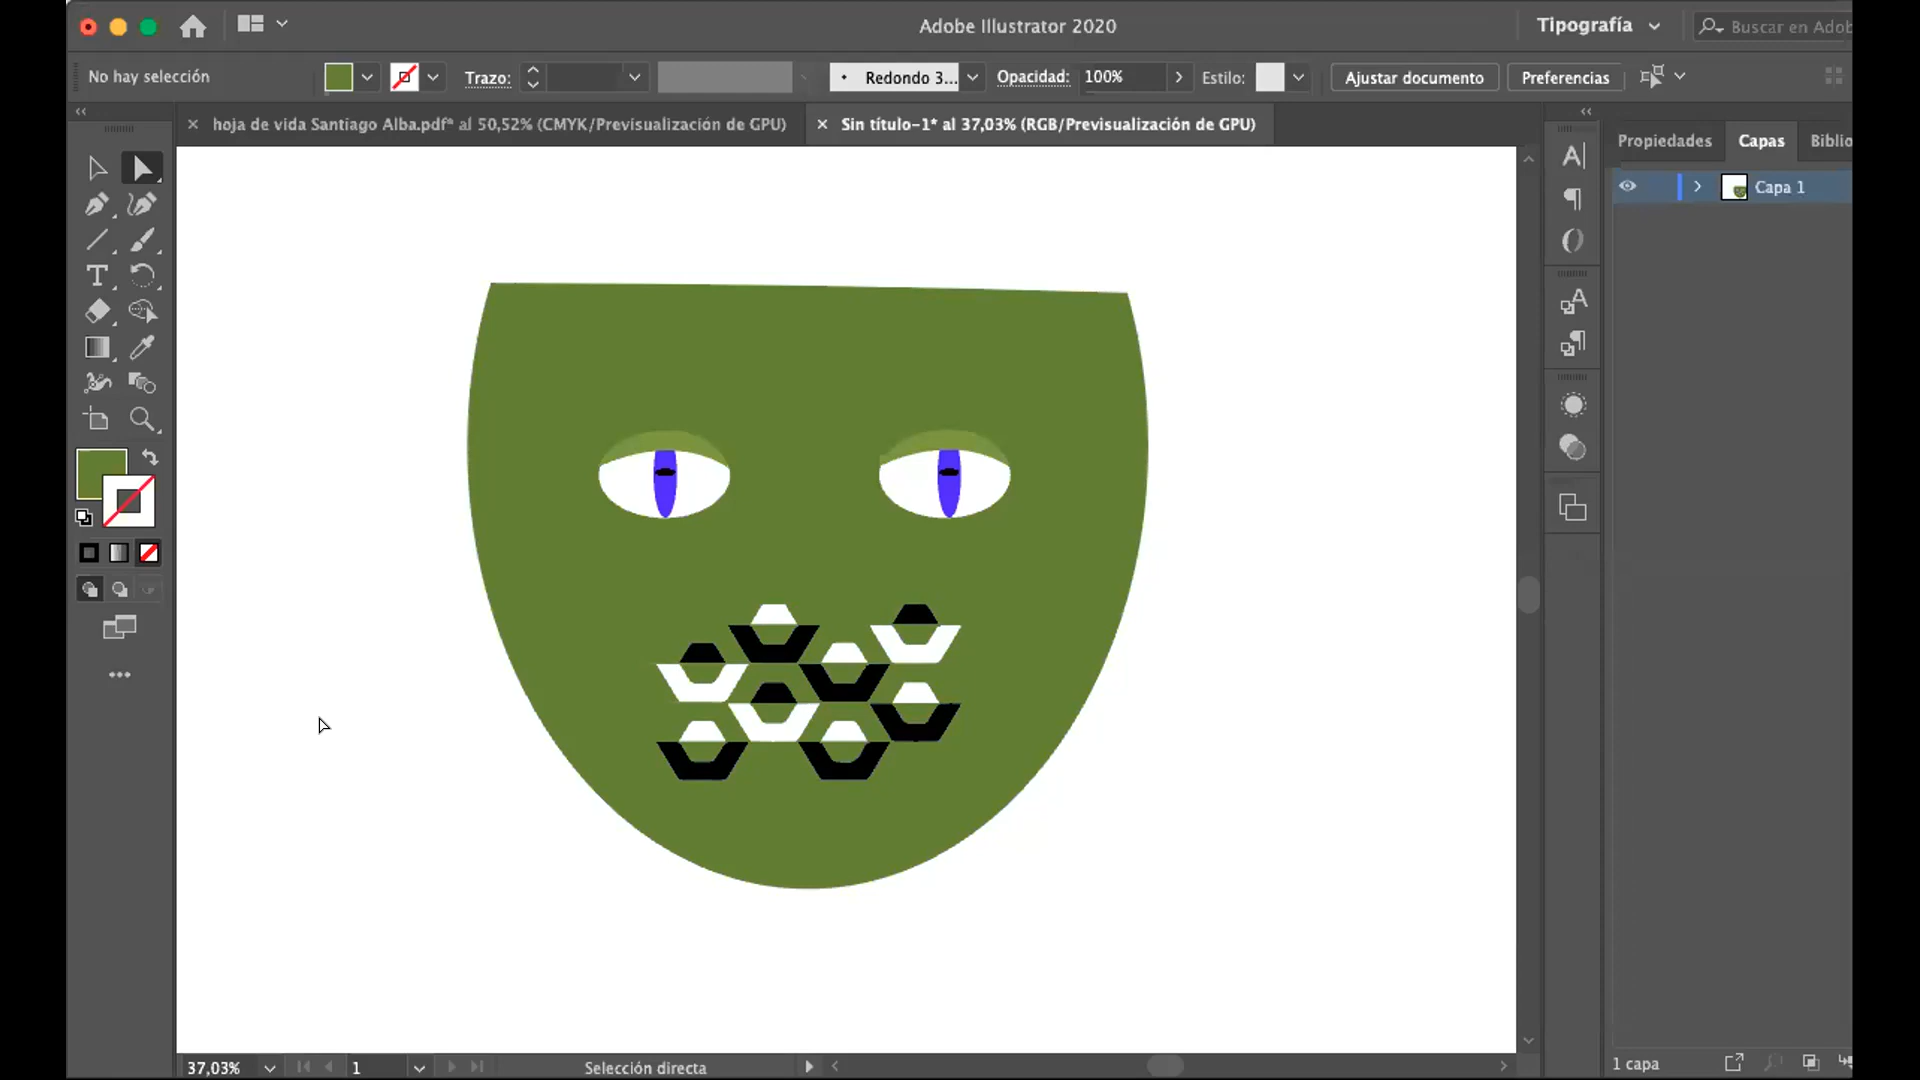 Adobe Illustrator 2020
Tipografía
Buscar en Adob
No hay selección
Trazo:
Redondo 3...
Opacidad:
100%
Estilo:
Ajustar documento
Preferencias
hoja de vida Santiago Alba.pdf* al 50,52% (CMYK/Previsualización de GPU)
Sin título-1* al 37,03% (RGB/Previsualización de GPU)
Propiedades
Capas
Biblio
Capa 1
37,03%
1
Selección directa
1 capa